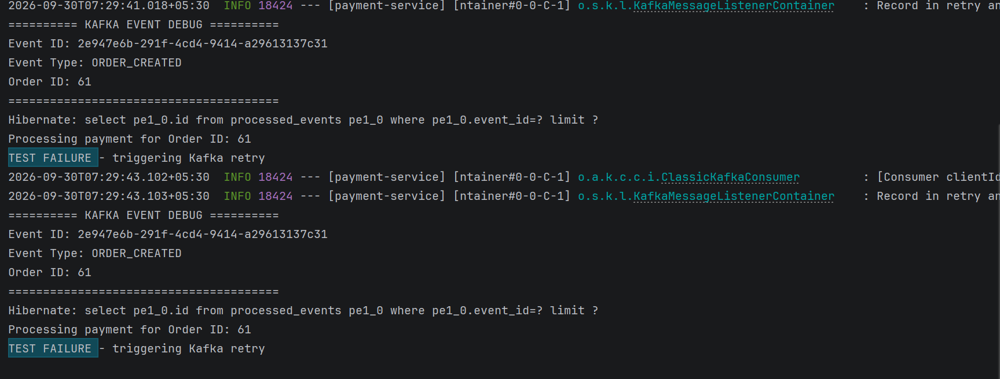 2026-09-30T07:29:41.018+05:30  INFO 18424 --- [payment-service] [ntainer#0-0-C-1] o.s.k.l.KafkaMessageListenerContainer    : Record in retry an
========== KAFKA EVENT DEBUG ==========
Event ID: 2e947e6b-291f-4cd4-9414-a29613137c31
Event Type: ORDER_CREATED
Order ID: 61
=======================================
Hibernate: select pe1_0.id from processed_events pe1_0 where pe1_0.event_id=? limit ?
Processing payment for Order ID: 61
TEST FAILURE - triggering Kafka retry
2026-09-30T07:29:43.102+05:30  INFO 18424 --- [payment-service] [ntainer#0-0-C-1] o.a.k.c.c.i.ClassicKafkaConsumer         : [Consumer clientId
2026-09-30T07:29:43.103+05:30  INFO 18424 --- [payment-service] [ntainer#0-0-C-1] o.s.k.l.KafkaMessageListenerContainer    : Record in retry an
========== KAFKA EVENT DEBUG ==========
Event ID: 2e947e6b-291f-4cd4-9414-a29613137c31
Event Type: ORDER_CREATED
Order ID: 61
=======================================
Hibernate: select pe1_0.id from processed_events pe1_0 where pe1_0.event_id=? limit ?
Processing payment for Order ID: 61
TEST FAILURE - triggering Kafka retry